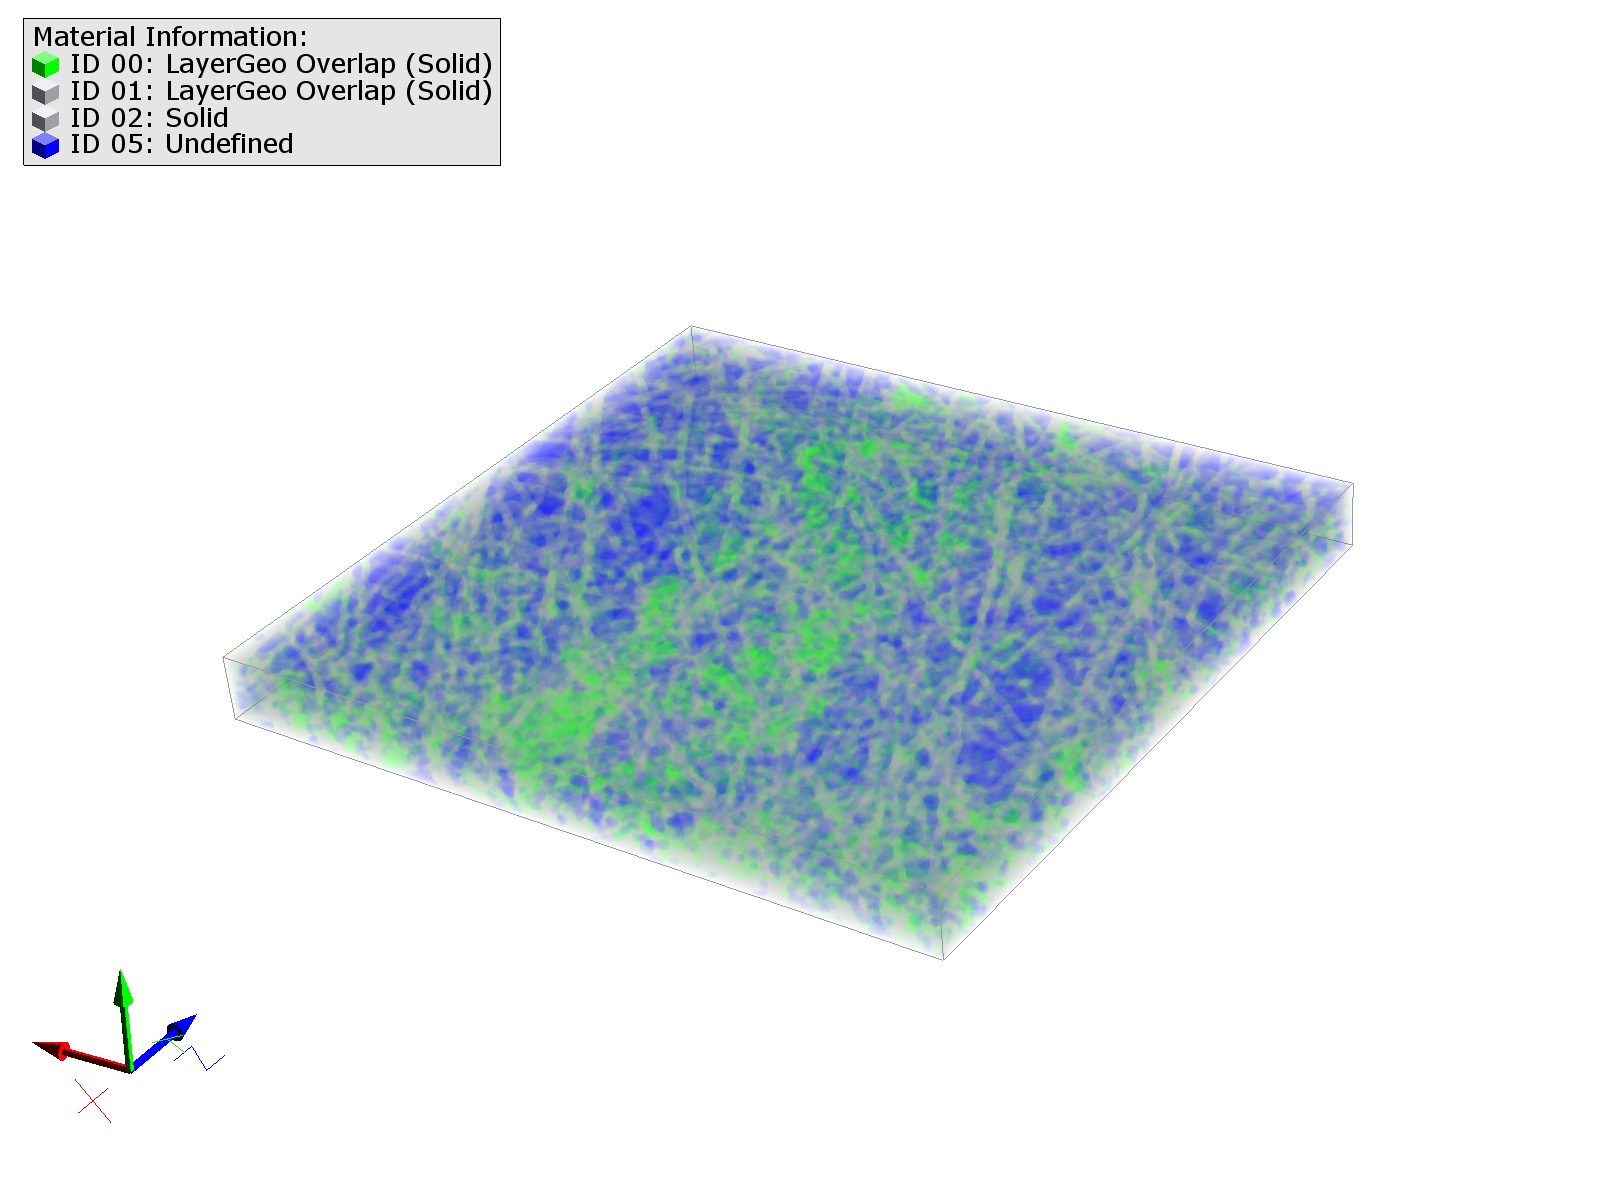 Material Information:
ID 00: LayerGeo Overlap (Solid)
ID 01: LayerGeo Overlap (Solid)
ID 02: Solid
ID 05: Undefined
X
Z